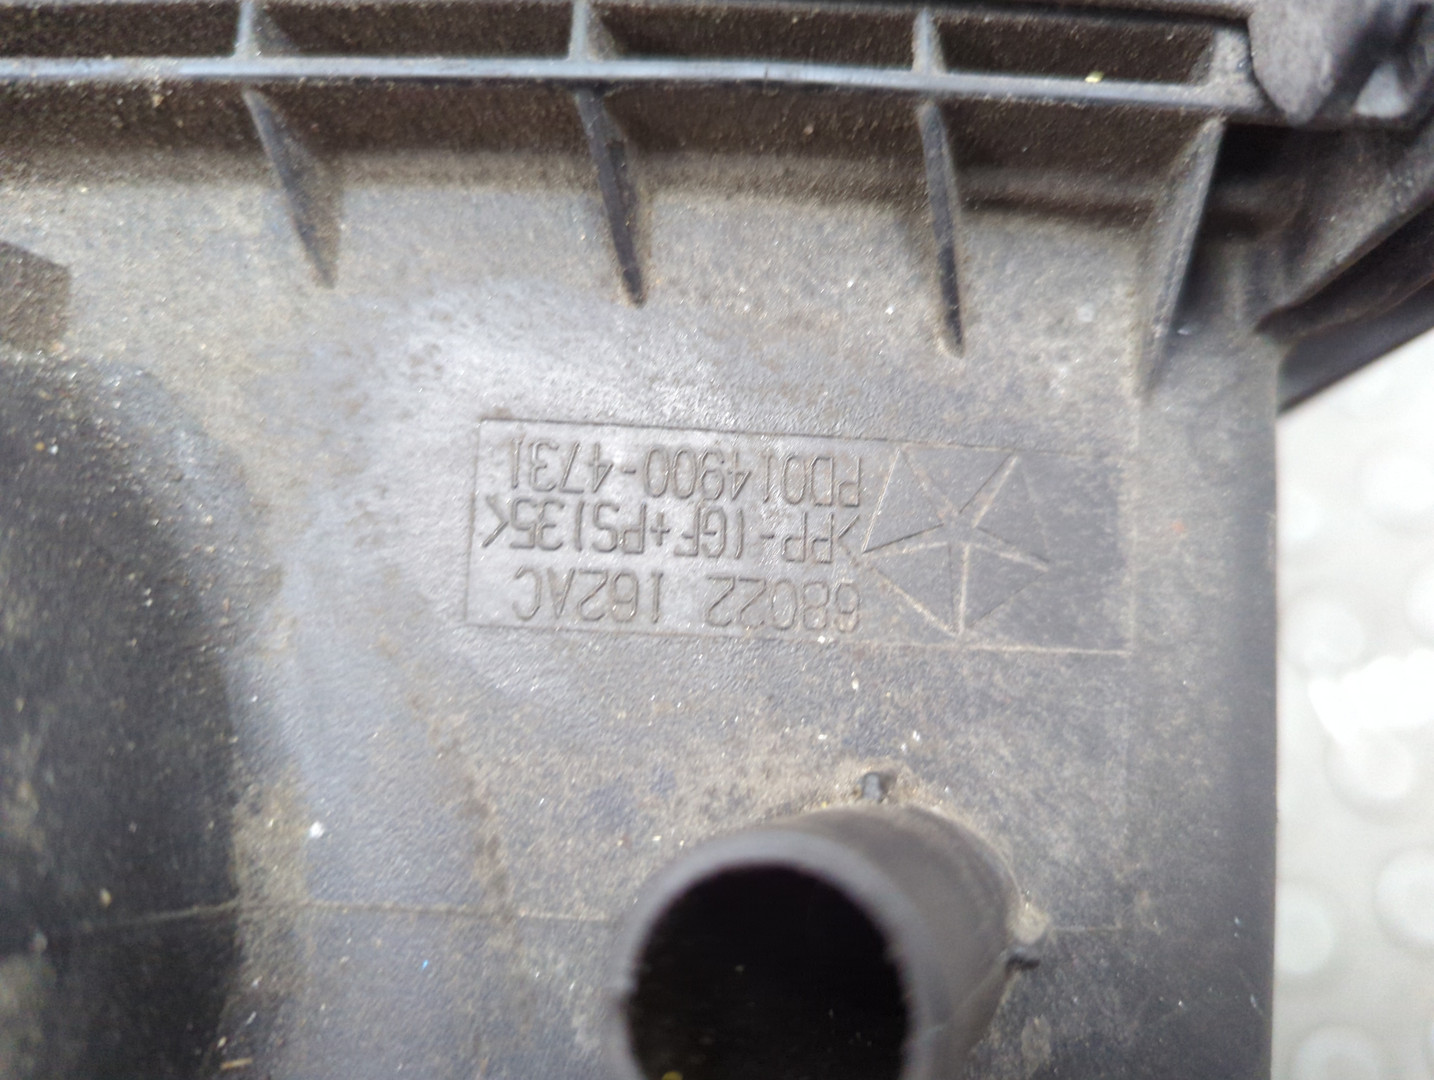 68022 162AC
>PP-(GF+PS)35<
PD014900-4731